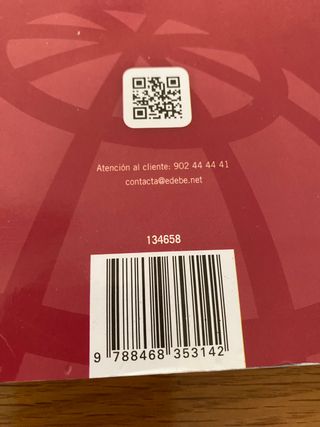 Atención al cliente: 902 44 44 41
contacta@edebe.net
134658
9 788468 353142